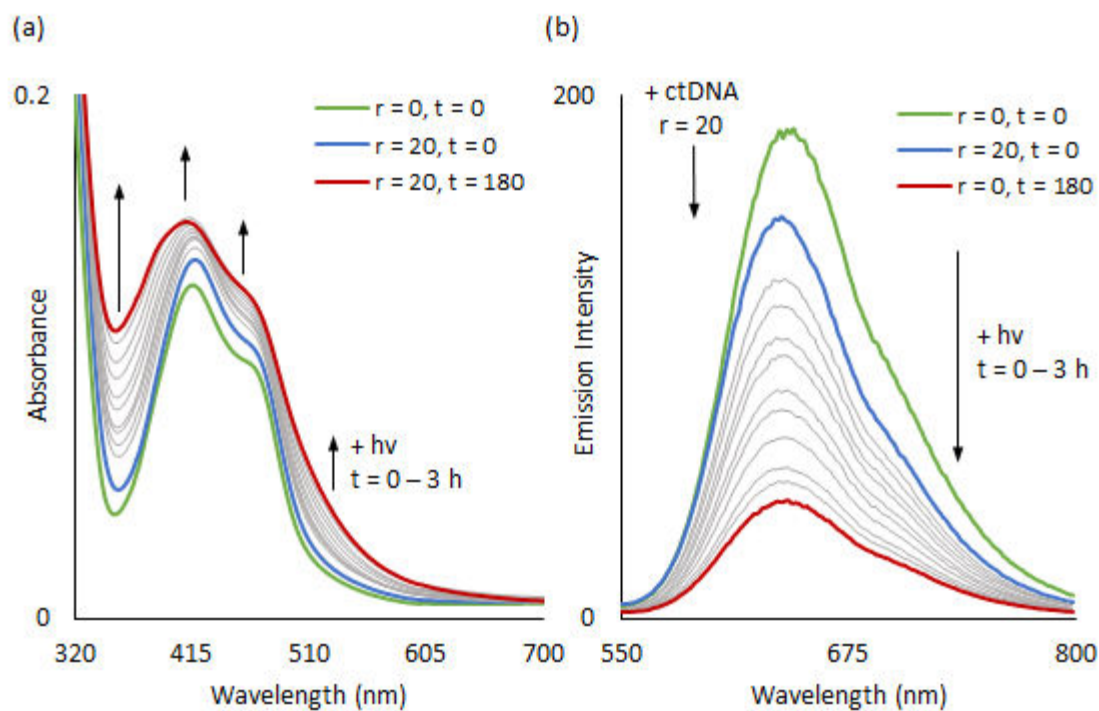 (a)
0.2
r = 0, t = 0
r = 20, t = 0
r = 20, t = 180
+ hv
t = 0 – 3 h
Absorbance
0
320 415 510 605 700
Wavelength (nm)
(b)
200
+ ctDNA
r = 20
r = 0, t = 0
r = 20, t = 0
r = 0, t = 180
+ hv
t = 0 – 3 h
Emission Intensity
0
550 675 800
Wavelength (nm)